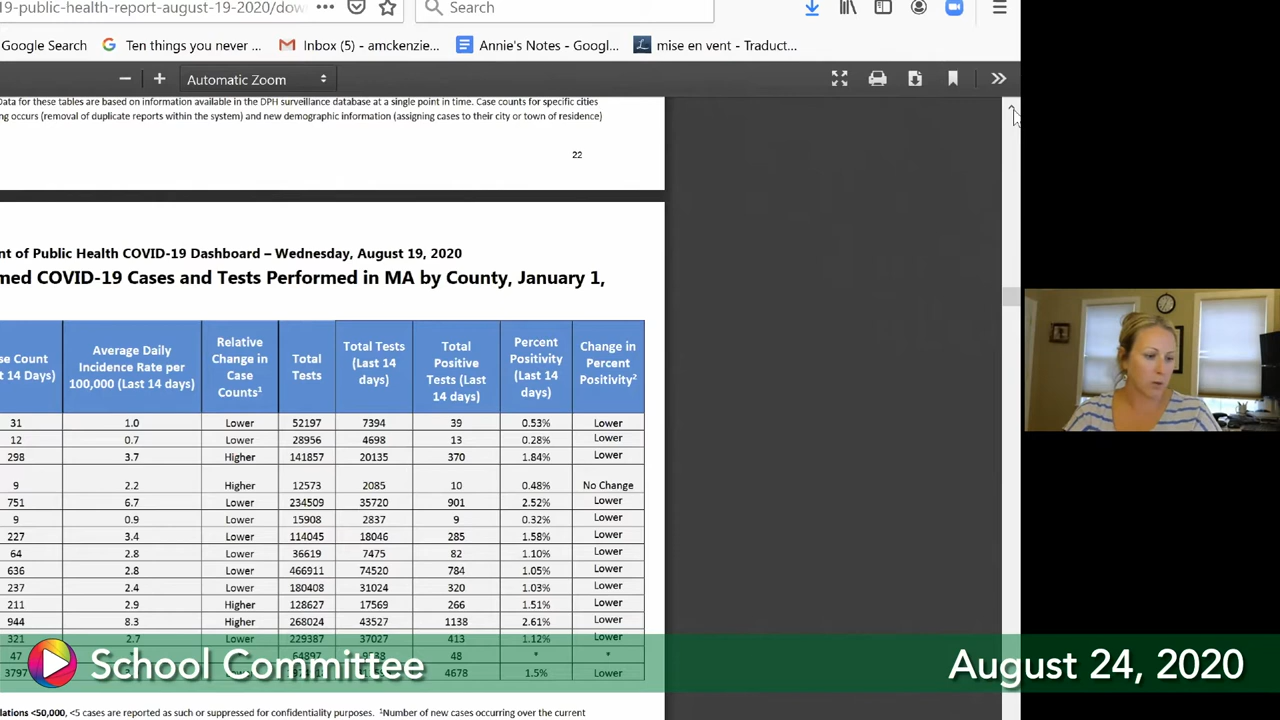 19-public-health-report-august-19-2020/dow
Search
Google Search
Ten things you never ...
Inbox (5) - amckenzie...
Annie's Notes - Googl...
mise en vent - Traduct...
Automatic Zoom
Data for these tables are based on information available in the DPH surveillance database at a single point in time. Case counts for specific cities
ng occurs (removal of duplicate reports within the system) and new demographic information (assigning cases to their city or town of residence)
22
nt of Public Health COVID-19 Dashboard – Wednesday, August 19, 2020
med COVID-19 Cases and Tests Performed in MA by County, January 1,
se Count
t 14 Days)
Average Daily
Incidence Rate per
100,000 (Last 14 days)
Relative
Change in
Case
Counts1
Total
Tests
Total Tests
(Last 14
days)
Total
Positive
Tests (Last
14 days)
Percent
Positivity
(Last 14
days)
Change in
Percent
Positivity2
31 1.0 Lower 52197 7394 39 0.53% Lower
12 0.7 Lower 28956 4698 13 0.28% Lower
298 3.7 Higher 141857 20135 370 1.84% Lower
9 2.2 Higher 12573 2085 10 0.48% No Change
751 6.7 Lower 234509 35720 901 2.52% Lower
9 0.9 Lower 15908 2837 9 0.32% Lower
227 3.4 Lower 114045 18046 285 1.58% Lower
64 2.8 Lower 36619 7475 82 1.10% Lower
636 2.8 Lower 466911 74520 784 1.05% Lower
237 2.4 Lower 180408 31024 320 1.03% Lower
211 2.9 Higher 128627 17569 266 1.51% Lower
944 8.3 Higher 268024 43527 1138 2.61% Lower
321 2.7 Lower 229387 37027 413 1.12% Lower
47 64897 48 * *
3797 4678 1.5% Lower
School Committee
August 24, 2020
lations <50,000, <5 cases are reported as such or suppressed for confidentiality purposes. 1Number of new cases occurring over the current